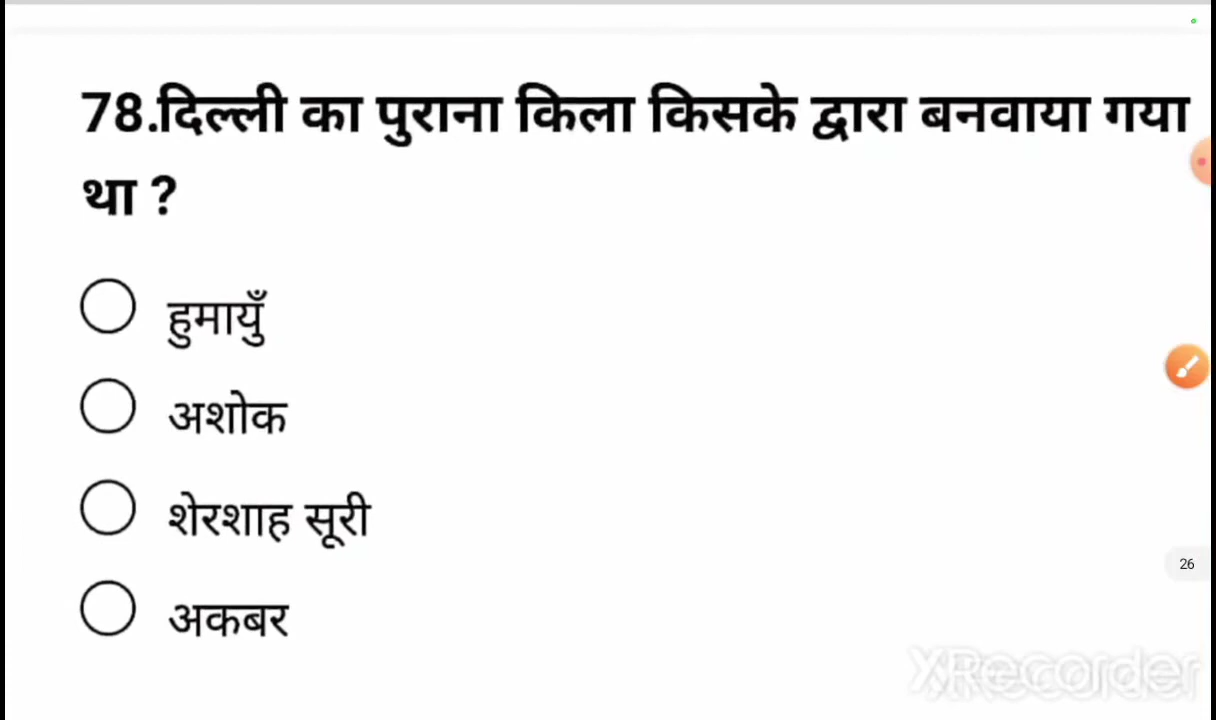 78.दिल्ली का पुराना किला किसके द्वारा बनवाया गया
था ?
हुमायुँ
अशोक
शेरशाह सूरी
26
अकबर
XRecorder